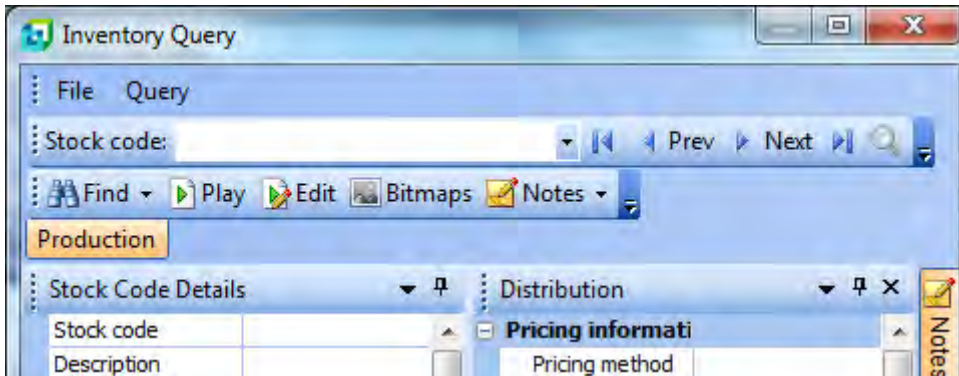 Inventory Query
File Query
Stock code: Prev Next
Find Play Edit Bitmaps Notes
Production
Stock Code Details Distribution
Stock code Pricing informati
Description Pricing method
Notes